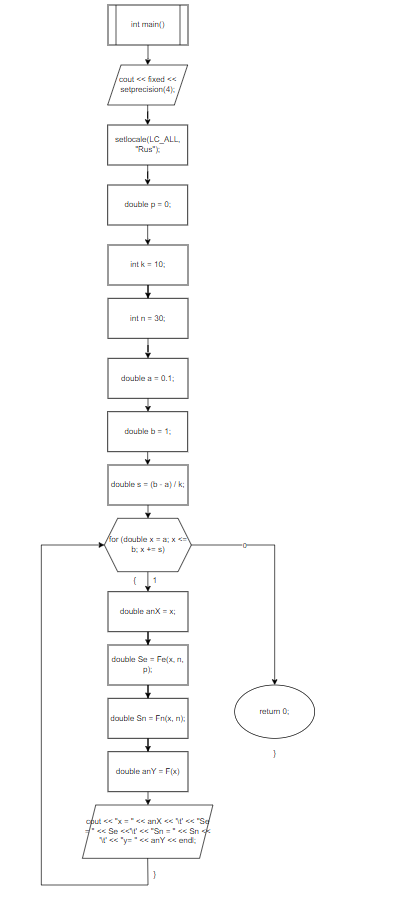 int main()
cout << fixed <<
setprecision(4);
setlocale(LC_ALL,
"Rus");
double p = 0;
int k = 10;
int n = 30;
double a = 0.1;
double b = 1;
double s = (b - a) / k;
for (double x = a; x <=
b; x += s)
0
{ 1
double anX = x;
double Se = Fe(x, n,
p);
double Sn = Fn(x, n);
return 0;
}
double anY = F(x)
cout << "x = " << anX << '\t' << "Se
= " << Se <<'\t' << "Sn = " << Sn <<
'\t' << "y= " << anY << endl;
}